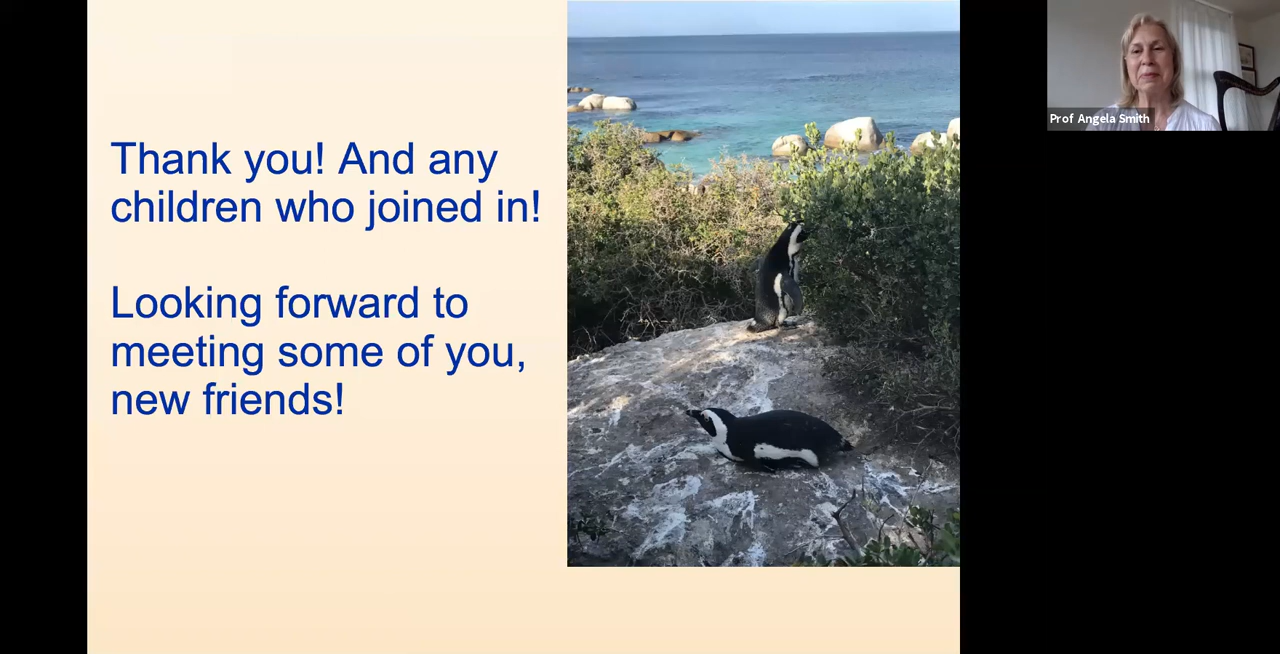 Thank you! And any
children who joined in!
Looking forward to
meeting some of you,
new friends!
Prof Angela Smith